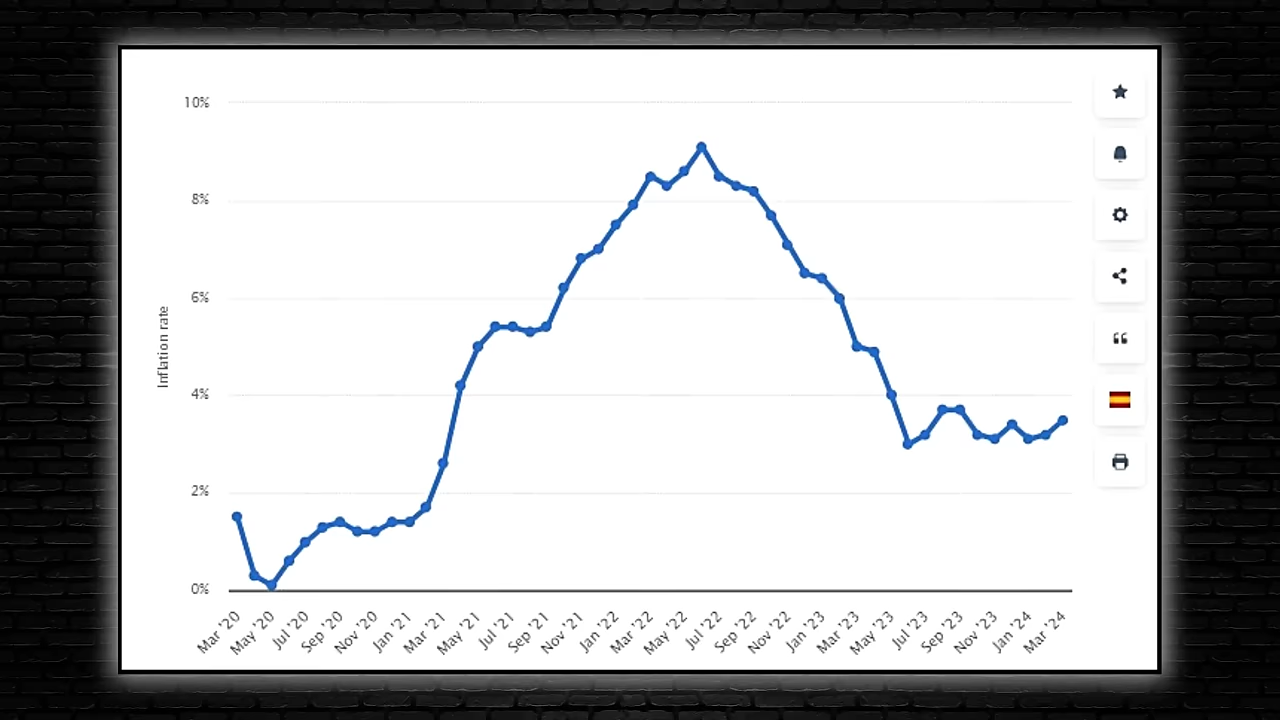 10%
8%
6%
4%
2%
0%
Inflation rate
Mar '20
May '20
Jul '20
Sep '20
Nov '20
Jan '21
Mar '21
May '21
Jul '21
Sep '21
Nov '21
Jan '22
Mar '22
May '22
Jul '22
Sep '22
Nov '22
Jan '23
Mar '23
May '23
Jul '23
Sep '23
Nov '23
Jan '24
Mar '24